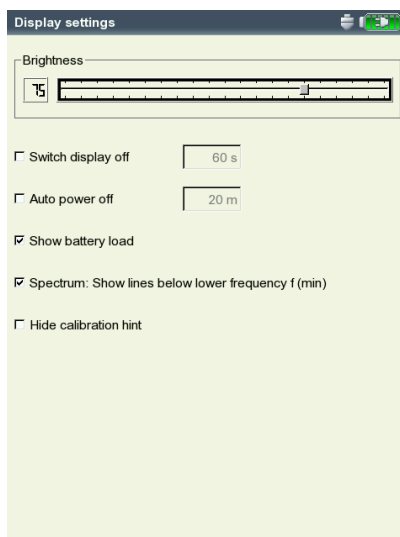 Display settings
Brightness
75
Switch display off 60 s
Auto power off 20 m
Show battery load
Spectrum: Show lines below lower frequency f (min)
Hide calibration hint